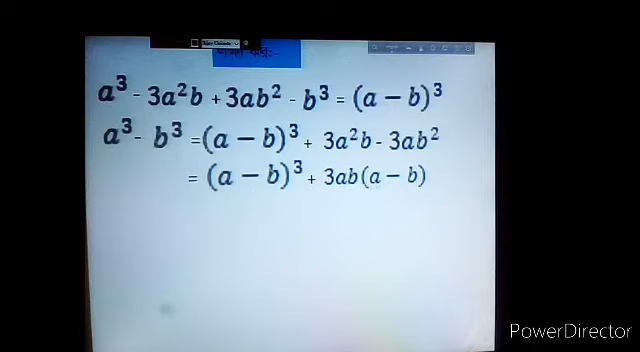 a³ - 3a²b + 3ab² - b³ = (a - b)³
a³ - b³ = (a - b)³ + 3a²b - 3ab²
= (a - b)³ + 3ab(a - b)
PowerDirector